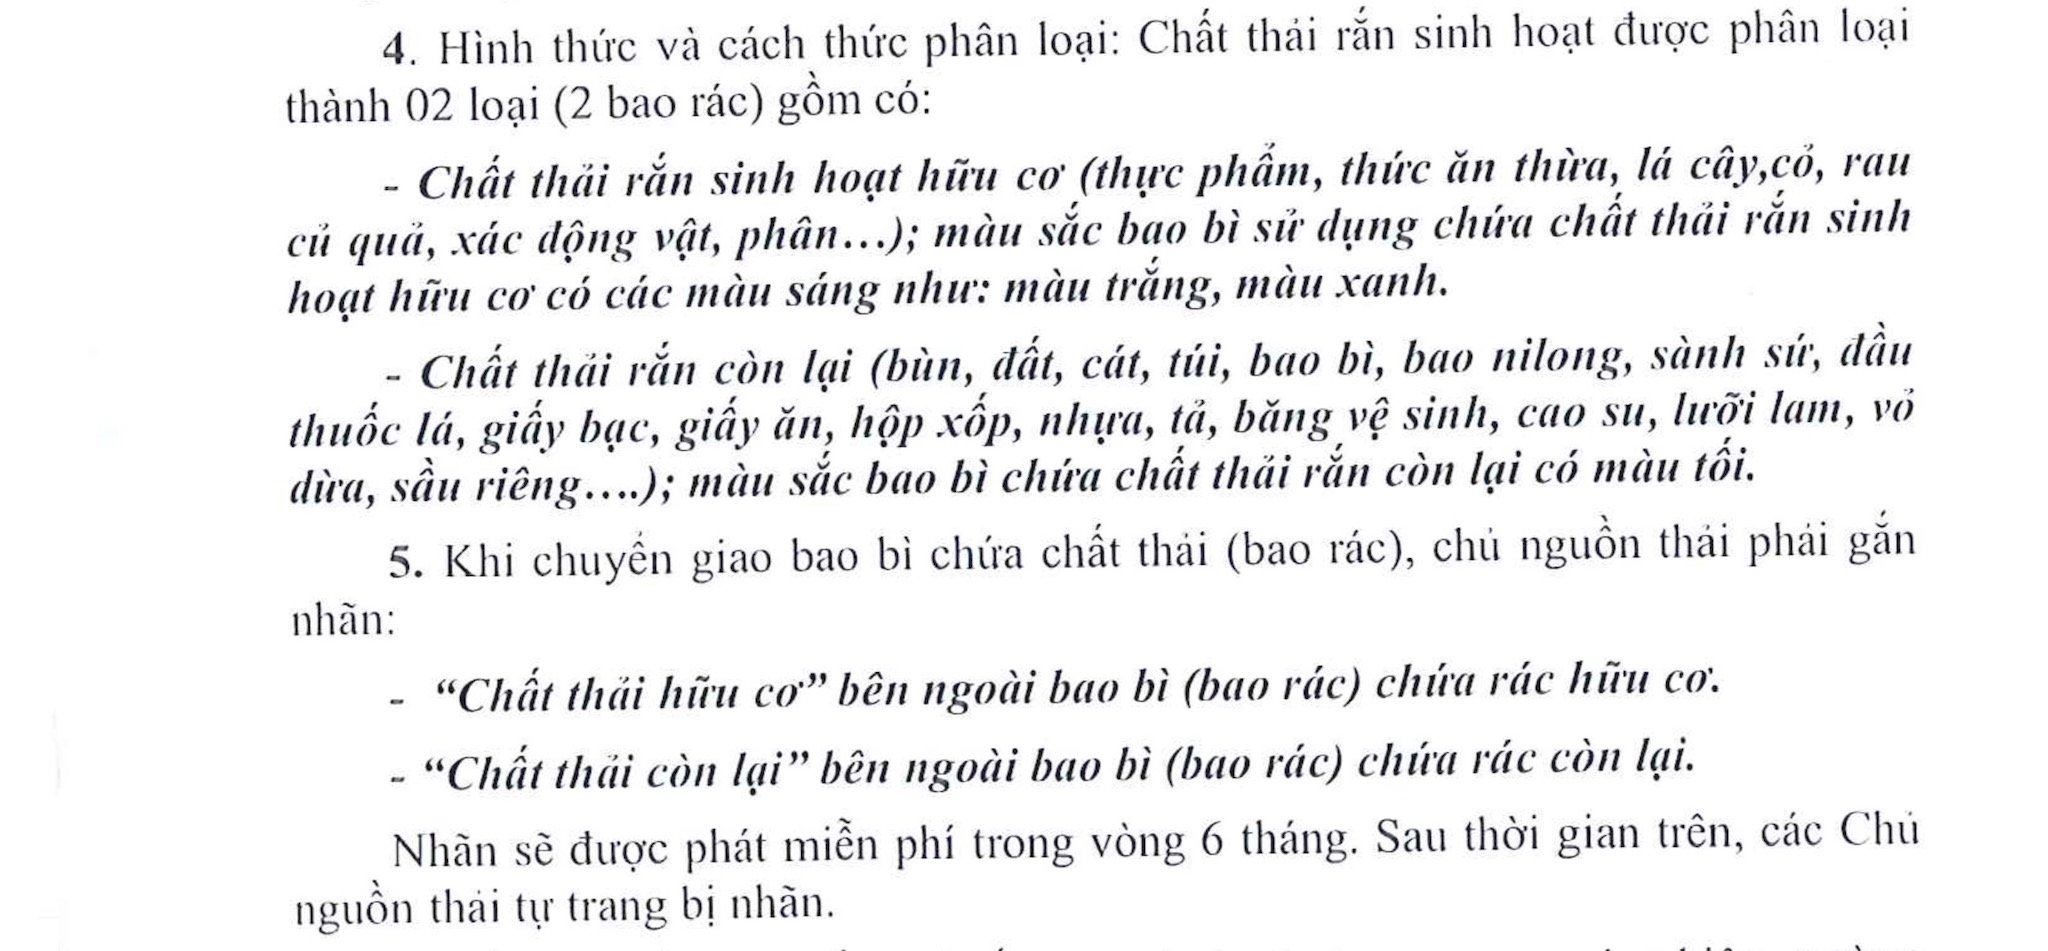 4. Hình thức và cách thức phân loại: Chất thải rắn sinh hoạt được phân loại
thành 02 loại (2 bao rác) gồm có:
- Chất thải rắn sinh hoạt hữu cơ (thực phẩm, thức ăn thừa, lá cây,cỏ, rau
củ quả, xác động vật, phân...); màu sắc bao bì sử dụng chứa chất thải rắn sinh
hoạt hữu cơ có các màu sáng như: màu trắng, màu xanh.
- Chất thải rắn còn lại (bùn, đất, cát, túi, bao bì, bao nilong, sành sứ, đầu
thuốc lá, giấy bạc, giấy ăn, hộp xốp, nhựa, tả, băng vệ sinh, cao su, lưỡi lam, vỏ
dừa, sầu riêng....); màu sắc bao bì chứa chất thải rắn còn lại có màu tối.
5. Khi chuyển giao bao bì chứa chất thải (bao rác), chủ nguồn thải phải gắn
nhãn:
- “Chất thải hữu cơ” bên ngoài bao bì (bao rác) chứa rác hữu cơ.
- “Chất thải còn lại” bên ngoài bao bì (bao rác) chứa rác còn lại.
Nhãn sẽ được phát miễn phí trong vòng 6 tháng. Sau thời gian trên, các Chủ
nguồn thải tự trang bị nhãn.